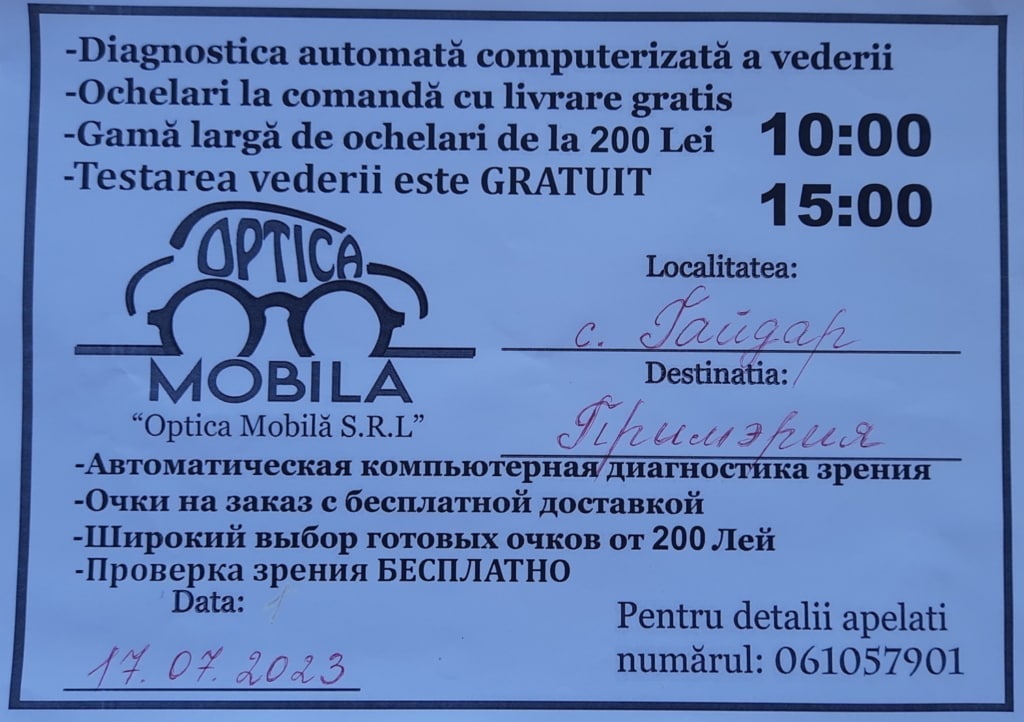 -Diagnostica automată computerizată a vederii
-Ochelari la comandă cu livrare gratis
-Gamă largă de ochelari de la 200 Lei
-Testarea vederii este GRATUIT
10:00
15:00
OPTICA
MOBILA
“Optica Mobilă S.R.L”
Localitatea:
с. Гайдар
Destinatia:
Примэрия
-Автоматическая компьютерная диагностика зрения
-Очки на заказ с бесплатной доставкой
-Широкий выбор готовых очков от 200 Лей
-Проверка зрения БЕСПЛАТНО
Data:
17.07.2023
Pentru detalii apelati
numărul: 061057901